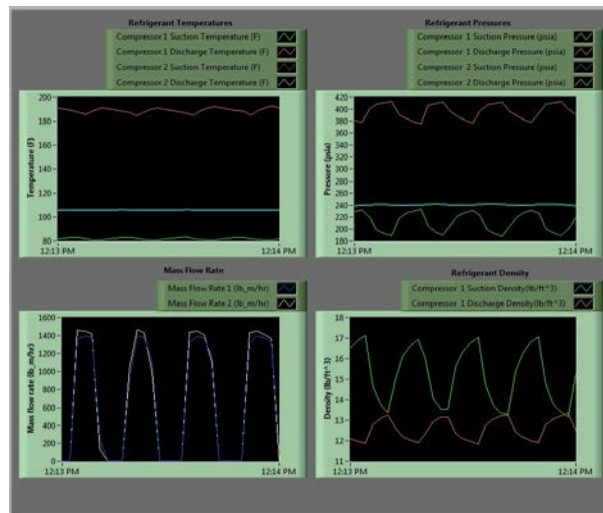 Refrigerant Temperatures
Compressor 1 Suction Temperature (F)
Compressor 1 Discharge Temperature (F)
Compressor 2 Suction Temperature (F)
Compressor 2 Discharge Temperature (F)
200
180
160
140
120
100
80
Temperature (F)
12:13 PM
12:14 PM
Refrigerant Pressures
Compressor 1 Suction Pressure (psia)
Compressor 1 Discharge Pressure (psia)
Compressor 2 Suction Pressure (psia)
Compressor 2 Discharge Pressure (psia)
420
400
380
360
340
320
300
280
260
240
220
200
180
Pressure (psia)
12:13 PM
12:14 PM
Mass Flow Rate
Mass Flow Rate 1 (lb_m/hr)
Mass Flow Rate 2 (lb_m/hr)
1600
1400
1200
1000
800
600
400
200
0
Mass flow rate (lb_m/hr)
12:13 PM
12:14 PM
Refrigerant Density
Compressor 1 Suction Density(lb/ft^3)
Compressor 1 Discharge Density(lb/ft^3)
18
17
16
15
14
13
12
11
Density (lb/ft^3)
12:13 PM
12:14 PM